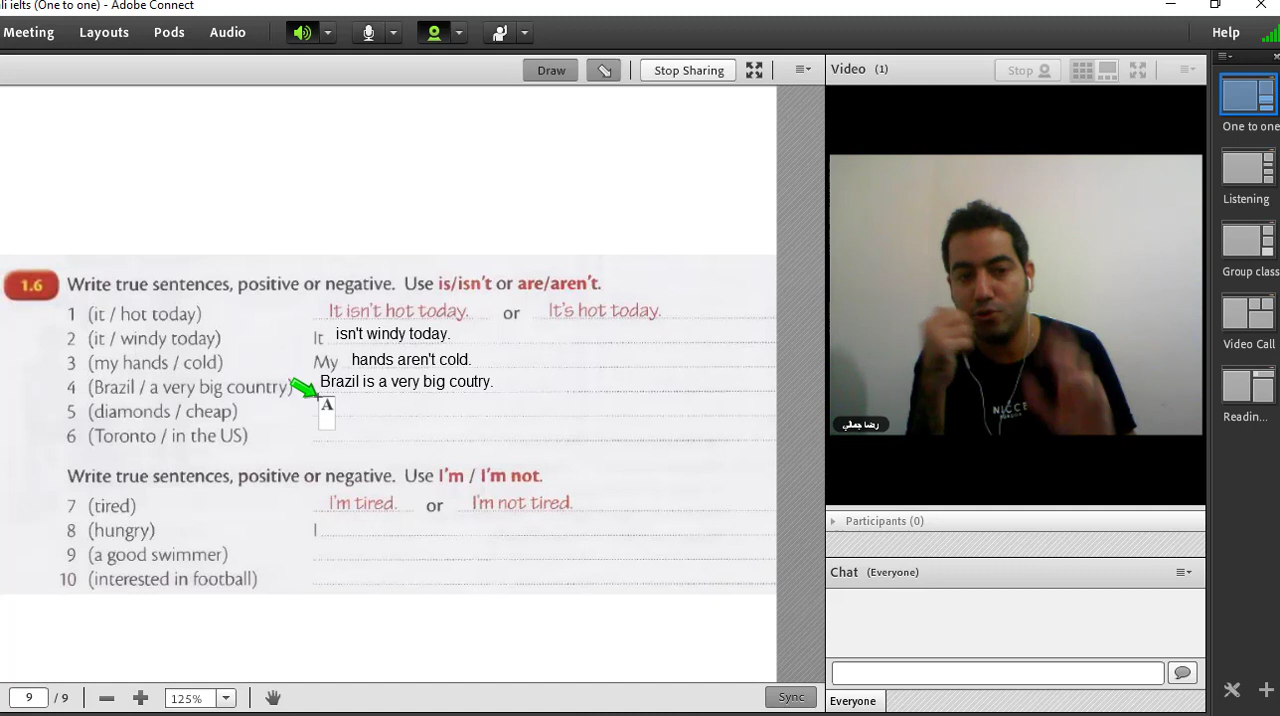 ali ielts (One to one) - Adobe Connect
Meeting Layouts Pods Audio Help
Draw Stop Sharing
Video (1) Stop
One to one
Listening
Group class
Video Call
Readin...
رضا جمالي
1.6 Write true sentences, positive or negative. Use is/isn't or are/aren't.
1 (it / hot today) It isn't hot today. or It's hot today.
2 (it / windy today) It isn't windy today.
3 (my hands / cold) My hands aren't cold.
4 (Brazil / a very big country) Brazil is a very big coutry.
5 (diamonds / cheap) A
6 (Toronto / in the US)
Write true sentences, positive or negative. Use I'm / I'm not.
7 (tired) I'm tired. or I'm not tired.
8 (hungry) I
9 (a good swimmer)
10 (interested in football)
Participants (0)
Chat (Everyone)
Everyone
9 / 9 125% Sync